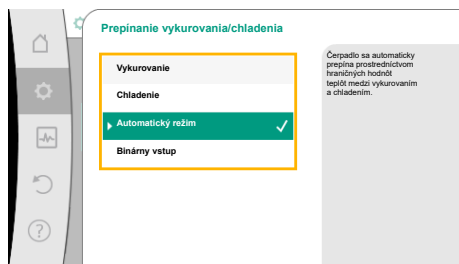 Prepínanie vykurovania/chladenia
Vykurovanie
Chladenie
Automatický režim
Binárny vstup
Čerpadlo sa automaticky
prepína prostredníctvom
hraničných hodnôt
teplôt medzi vykurovaním
a chladením.
?